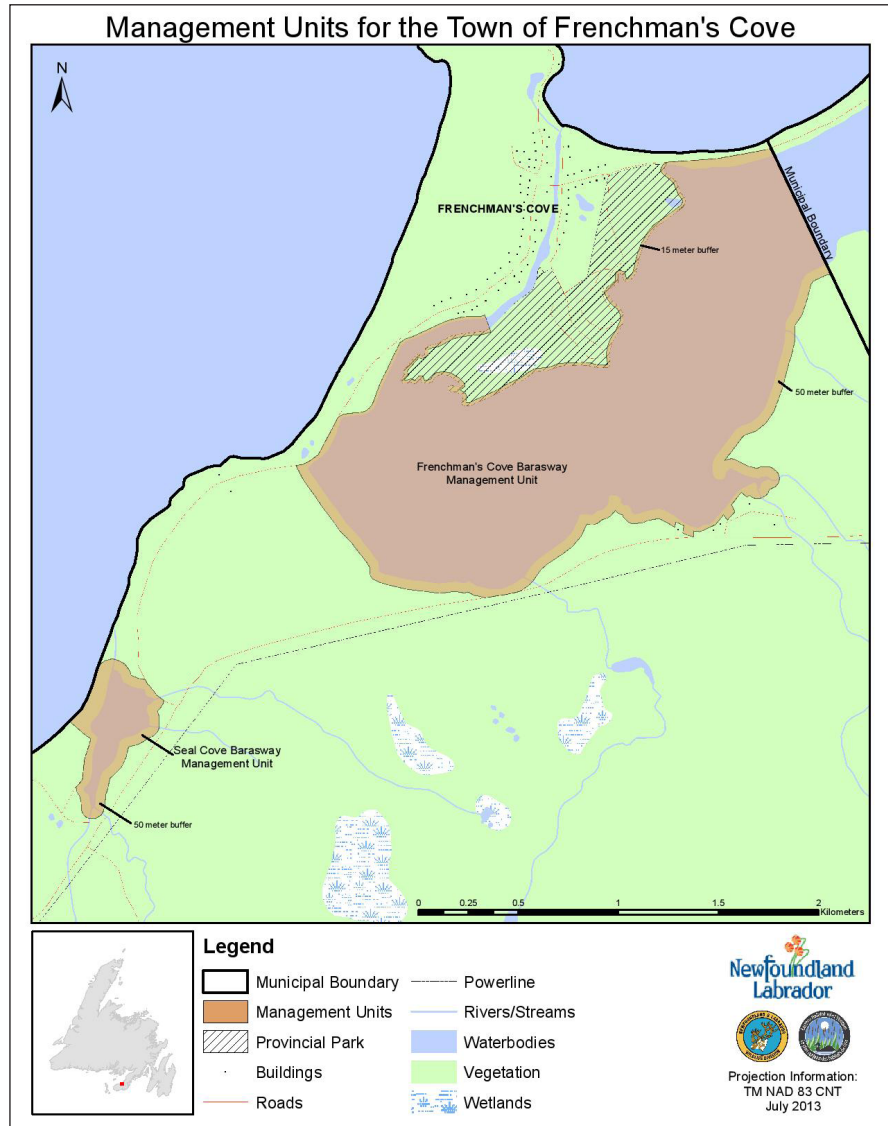 Management Units for the Town of Frenchman's Cove
N
FRENCHMAN'S COVE
Municipal Boundary
15 meter buffer
50 meter buffer
Frenchman's Cove Barasway
Management Unit
Seal Cove Barasway
Management Unit
50 meter buffer
0 0.25 0.5 1 1.5 2
Kilometers
Legend
Municipal Boundary
Management Units
Provincial Park
Buildings
Roads
Powerline
Rivers/Streams
Waterbodies
Vegetation
Wetlands
Newfoundland
Labrador
Projection Information:
TM NAD 83 CNT
July 2013